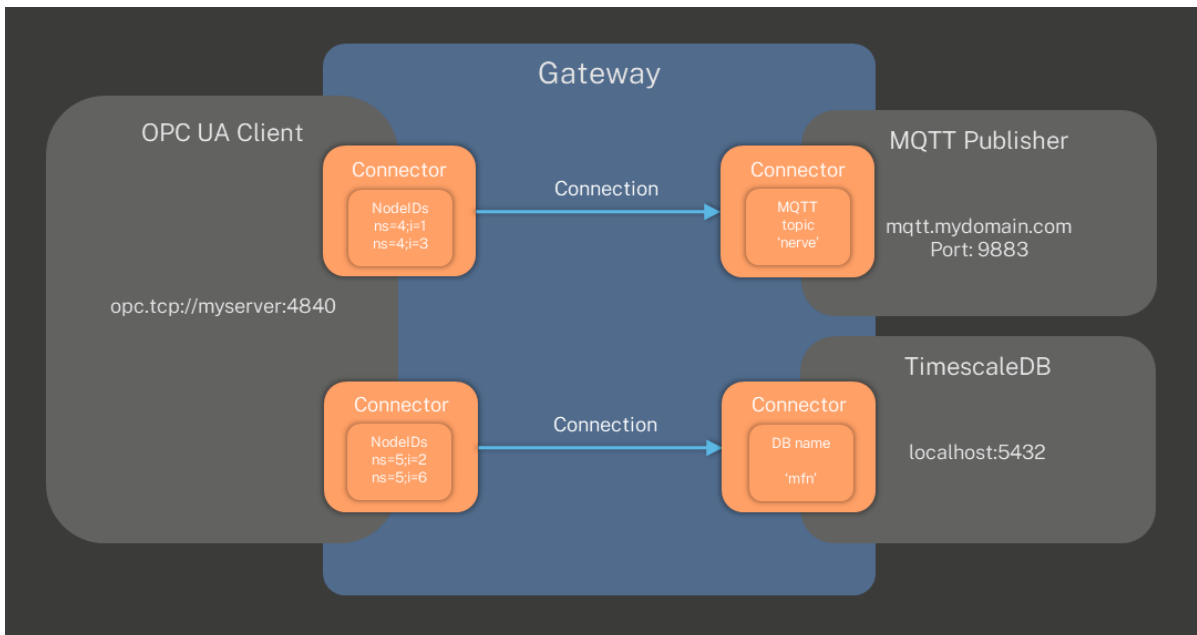 Gateway
OPC UA Client
opc.tcp://myserver:4840
Connector
NodeIDs
ns=4;i=1
ns=4;i=3
Connection
Connector
MQTT
topic
'nerve'
MQTT Publisher
mqtt.mydomain.com
Port: 9883
Connector
NodeIDs
ns=5;i=2
ns=5;i=6
Connection
Connector
DB name
'mfn'
TimescaleDB
localhost:5432